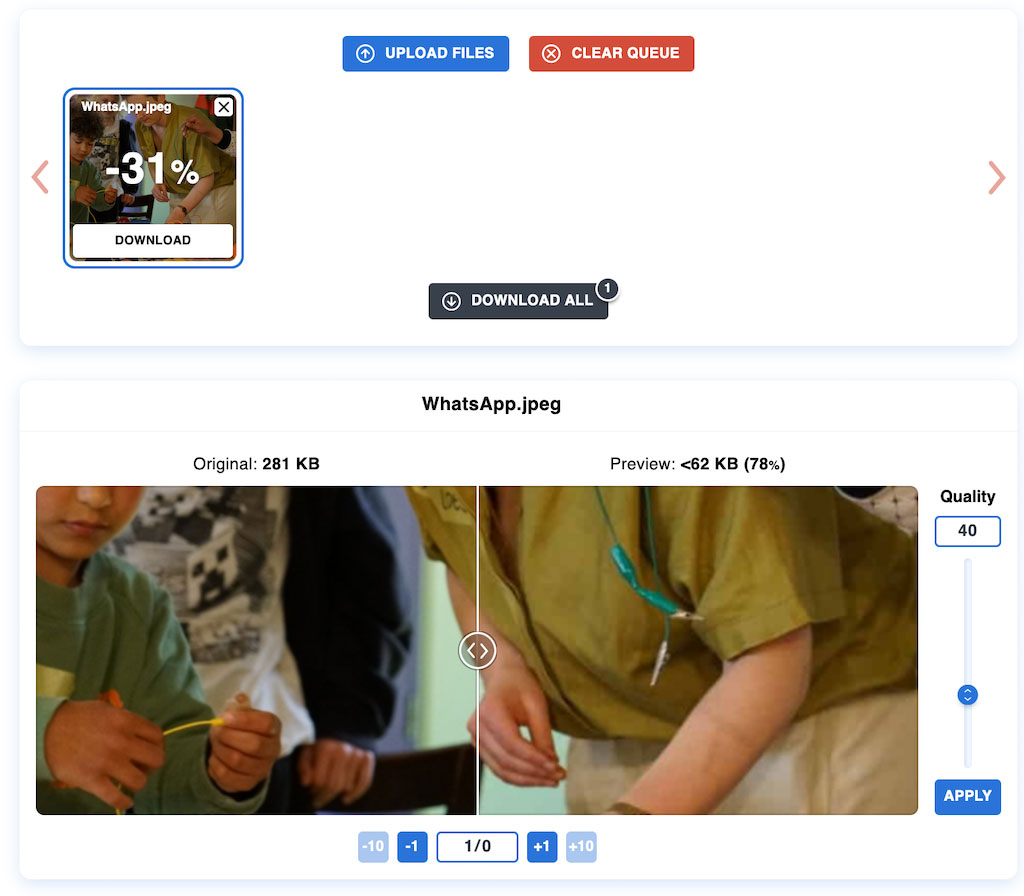 UPLOAD FILES
CLEAR QUEUE
WhatsApp.jpeg
-31%
DOWNLOAD
DOWNLOAD ALL
1
WhatsApp.jpeg
Original: 281 KB
Preview: <62 KB (78%)
Quality
40
APPLY
-10
-1
1/0
+1
+10